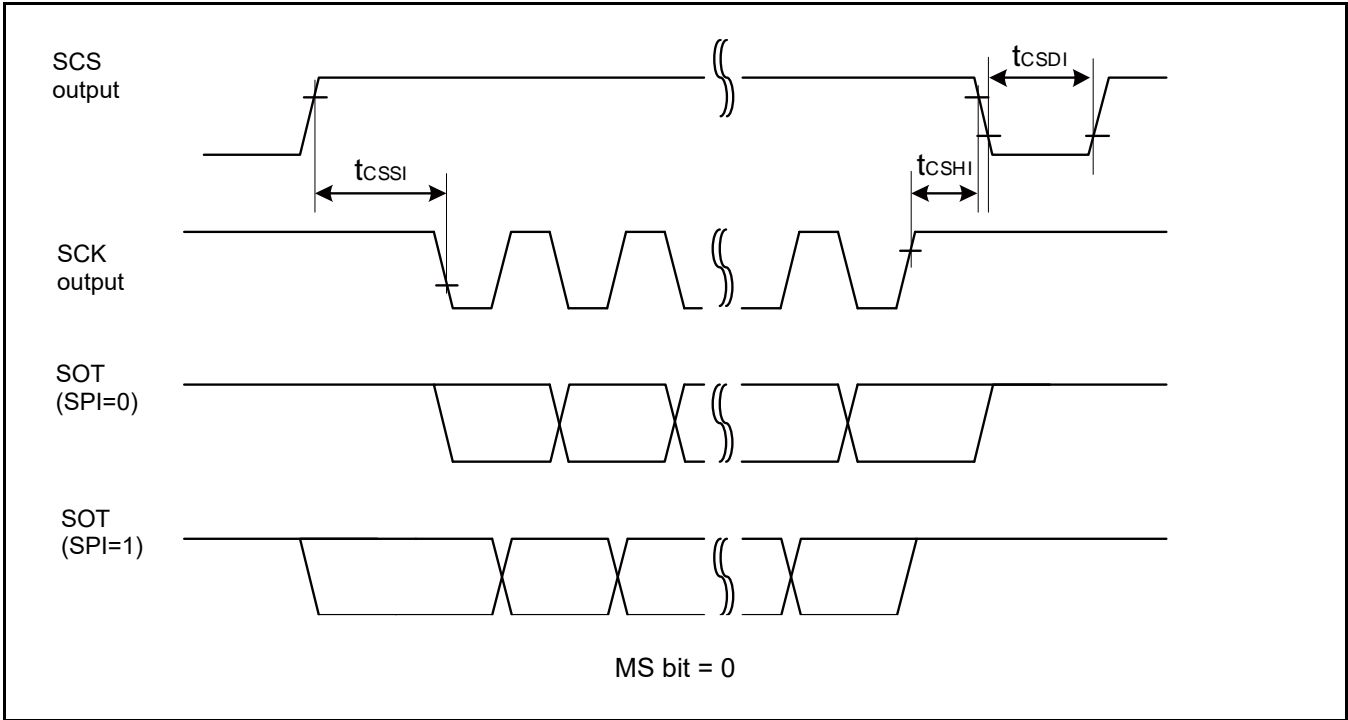 SCS
output
tCSDI
tCSSI
tCSHI
SCK
output
SOT
(SPI=0)
SOT
(SPI=1)
MS bit = 0